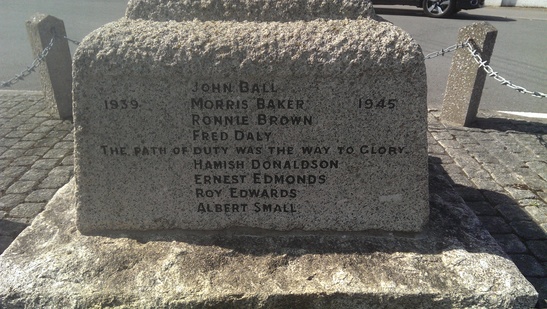 JOHN BALL
1939. MORRIS BAKER 1945
RONNIE BROWN
FRED DALY
THE PATH OF DUTY WAS THE WAY TO GLORY.
HAMISH DONALDSON
ERNEST EDMONDS
ROY EDWARDS
ALBERT SMALL